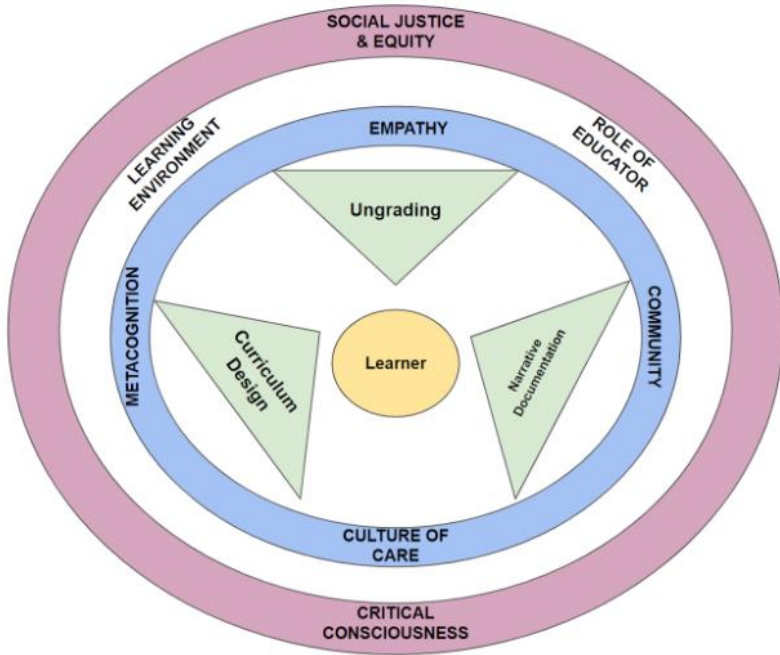 SOCIAL JUSTICE
& EQUITY
LEARNING
ENVIRONMENT
ROLE OF
EDUCATOR
EMPATHY
Ungrading
METACOGNITION
COMMUNITY
Curriculum
Design
Learner
Narrative
Documentation
CULTURE OF
CARE
CRITICAL
CONSCIOUSNESS